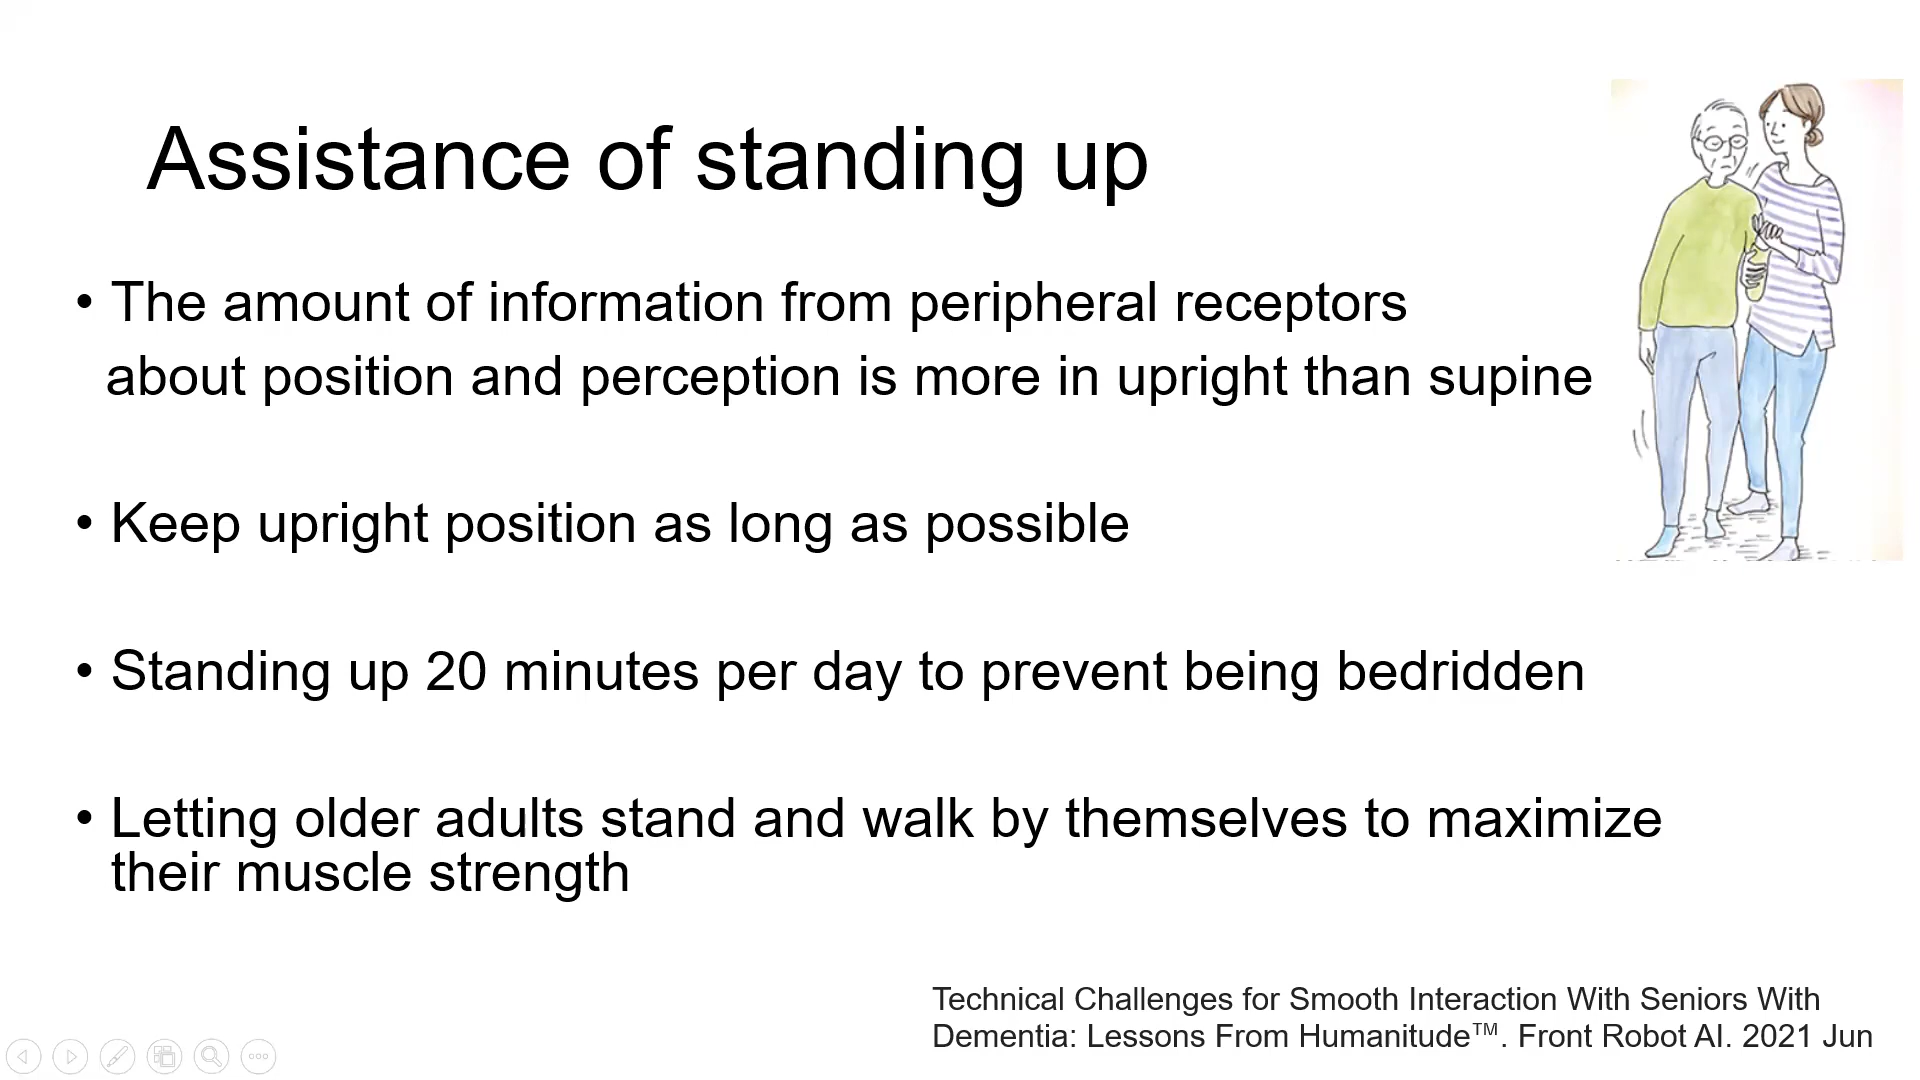 Assistance of standing up
• The amount of information from peripheral receptors
about position and perception is more in upright than supine
• Keep upright position as long as possible
• Standing up 20 minutes per day to prevent being bedridden
• Letting older adults stand and walk by themselves to maximize
their muscle strength
Technical Challenges for Smooth Interaction With Seniors With
Dementia: Lessons From Humanitude™. Front Robot AI. 2021 Jun